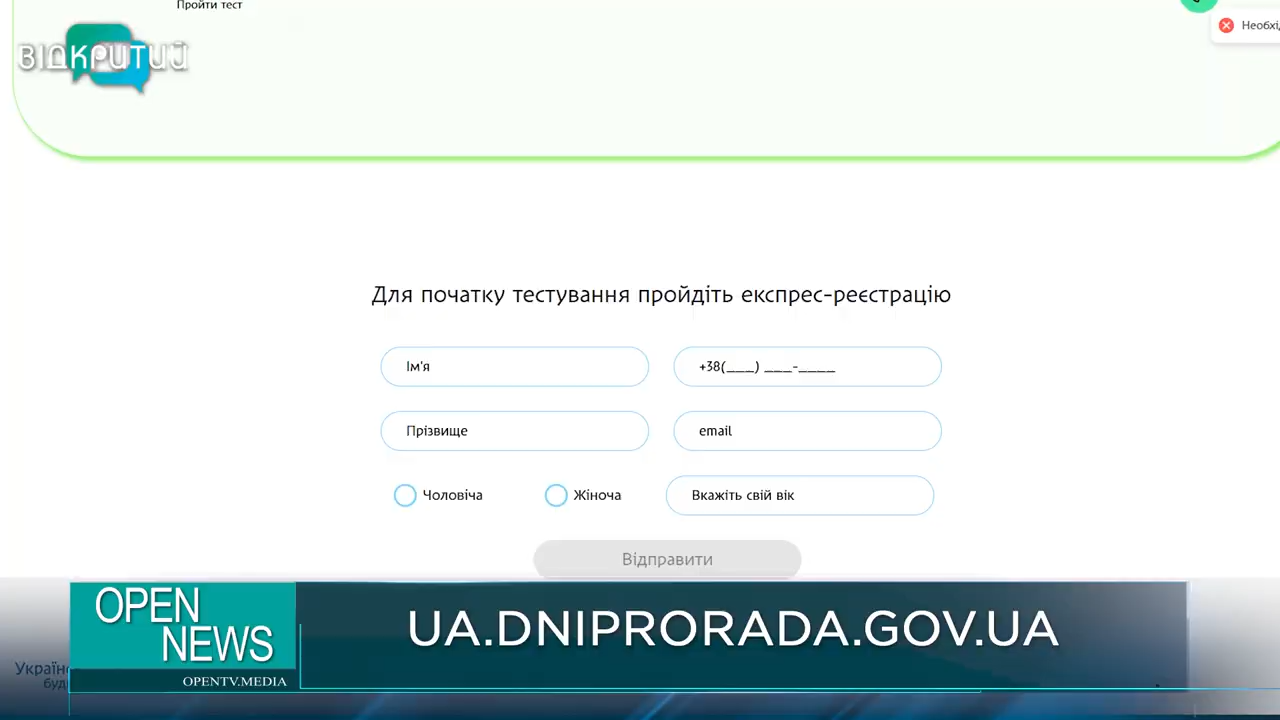 Пройти тест
ВІДКРИТИЙ
Для початку тестування пройдіть експрес-реєстрацію
Ім'я
+38(___) ___-____
Прізвище
email
Чоловіча
Жіноча
Вкажіть свій вік
Відправити
OPEN
NEWS
OPENTV.MEDIA
UA.DNIPRORADA.GOV.UA